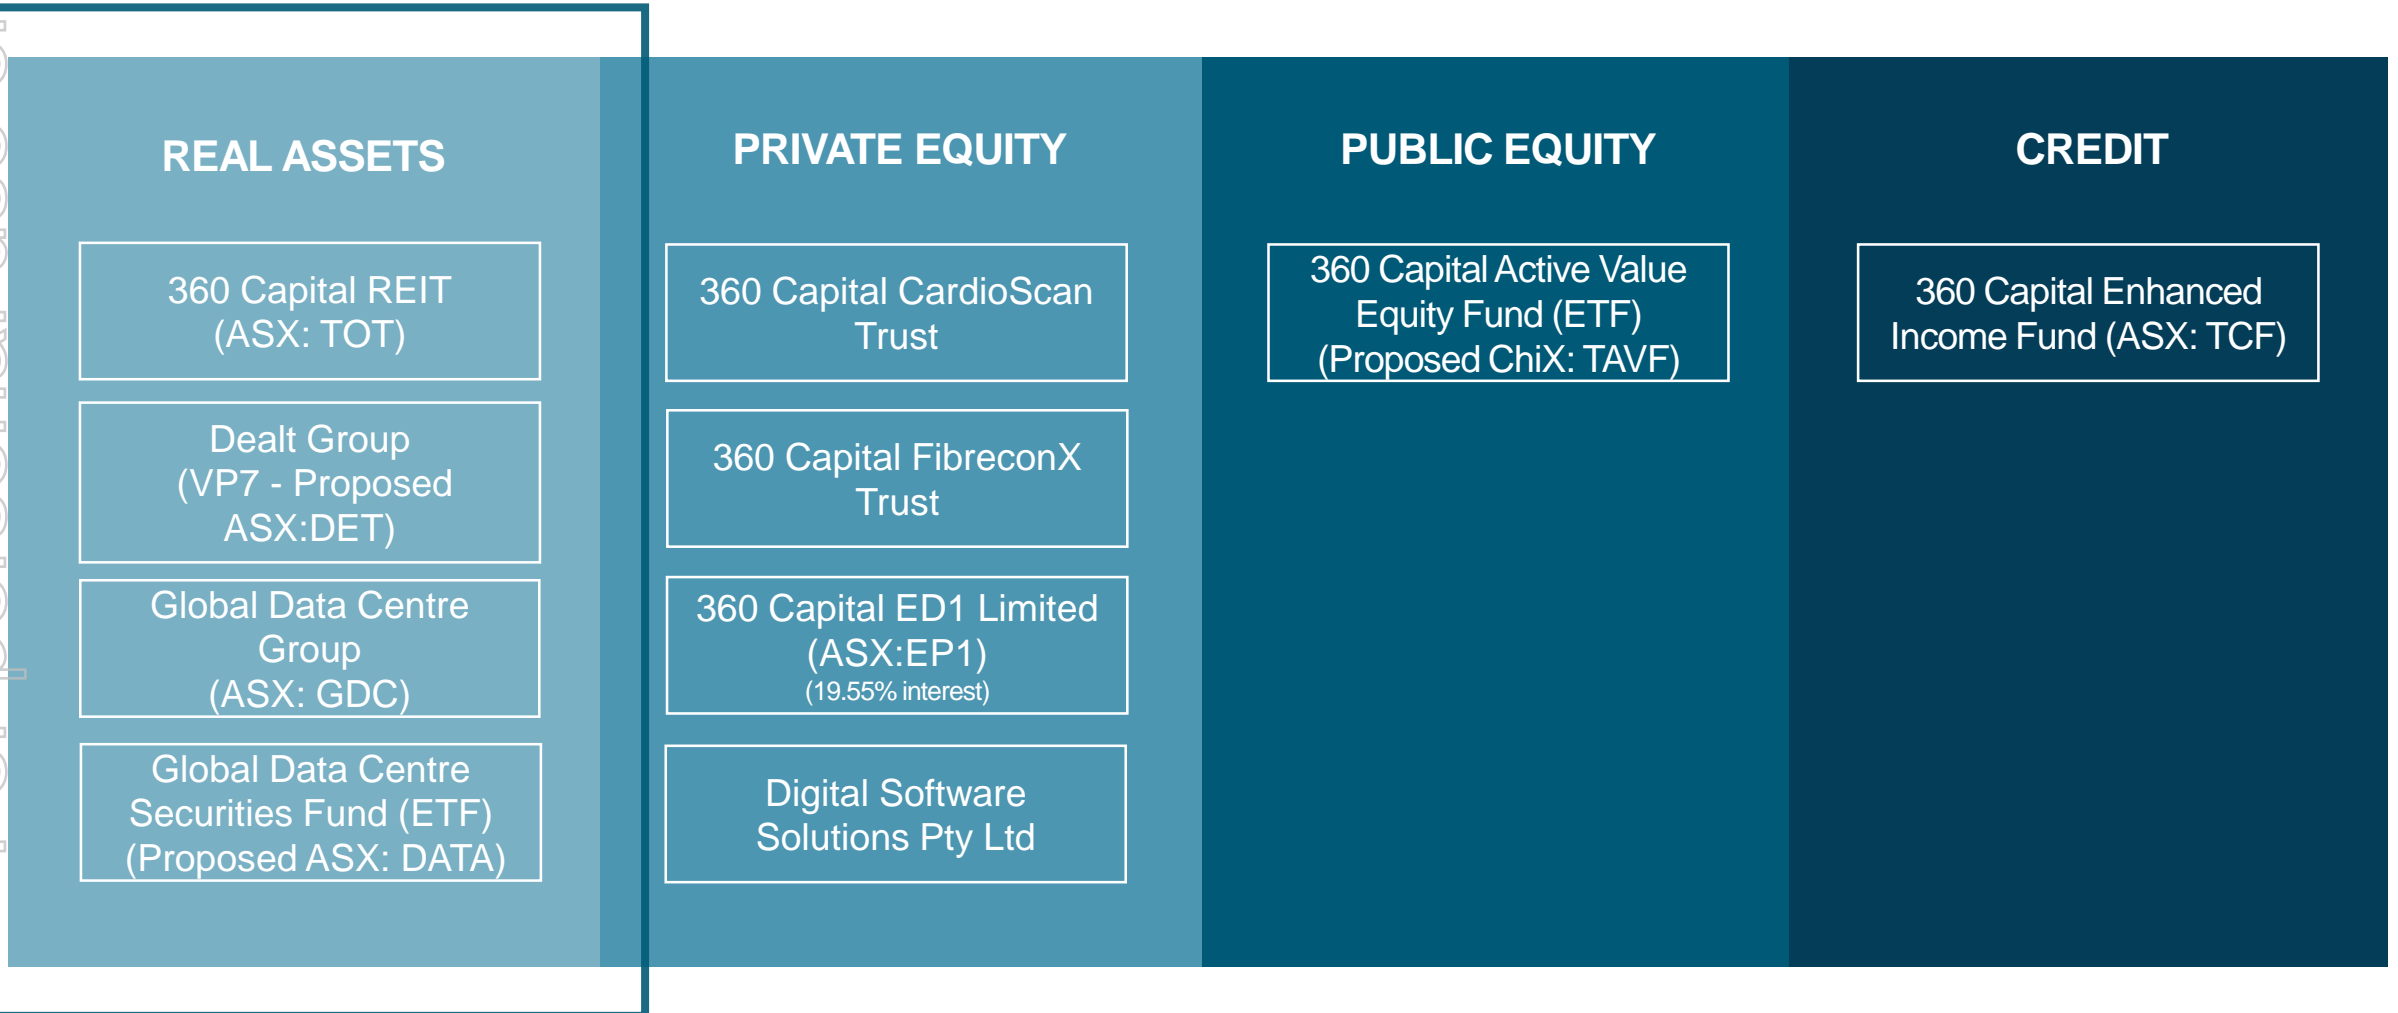 REAL ASSETS
360 Capital REIT
(ASX: TOT)
Dealt Group
(VP7 - Proposed
ASX:DET)
Global Data Centre
Group
(ASX: GDC)
Global Data Centre
Securities Fund (ETF)
(Proposed ASX: DATA)
PRIVATE EQUITY
360 Capital CardioScan
Trust
360 Capital FibreconX
Trust
360 Capital ED1 Limited
(ASX:EP1)
(19.55% interest)
Digital Software
Solutions Pty Ltd
PUBLIC EQUITY
360 Capital Active Value
Equity Fund (ETF)
(Proposed ChiX: TAVF)
CREDIT
360 Capital Enhanced
Income Fund (ASX: TCF)